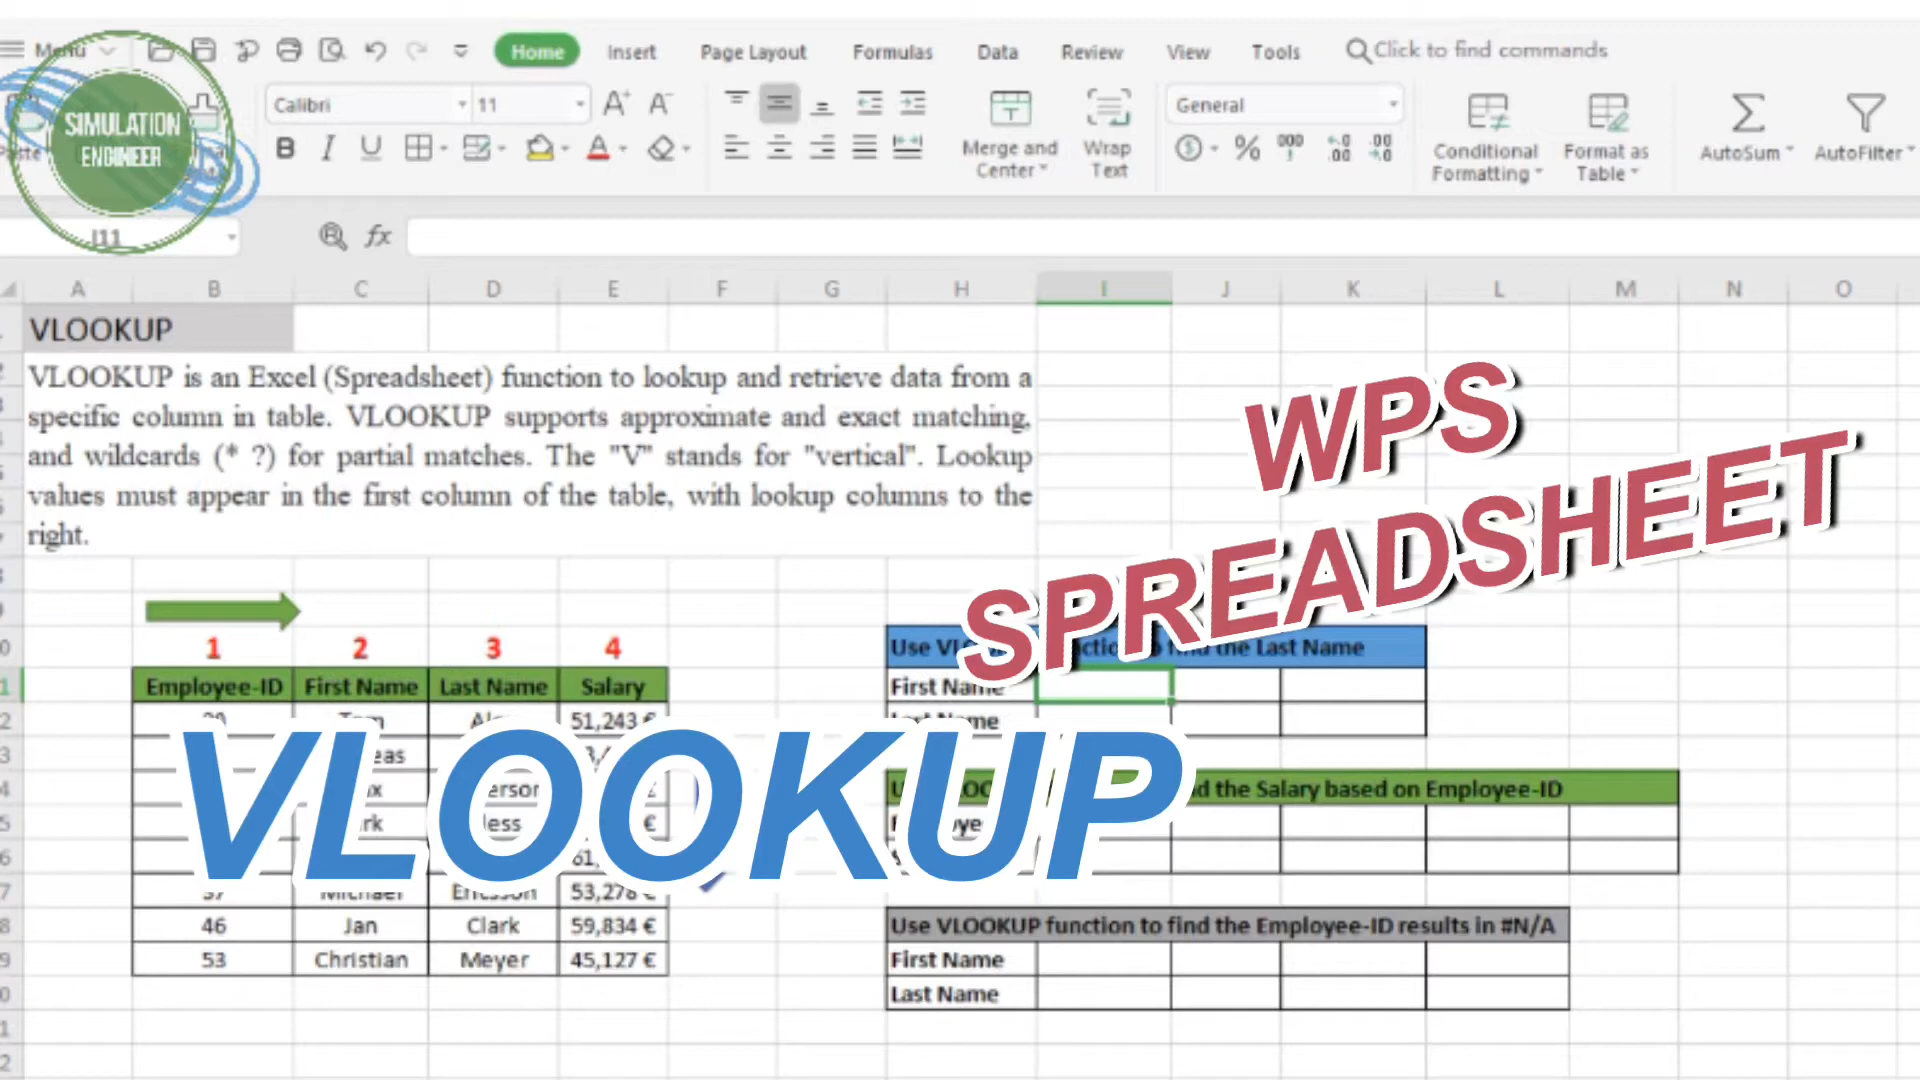 Menu
Home Insert Page Layout Formulas Data Review View Tools Click to find commands
SIMULATION
ENGINEER
Calibri 11
Merge and
Center
Wrap
Text
General
Conditional
Formatting
Format as
Table
AutoSum
AutoFilter
I11
fx
A B C D E F G H I J K L M N O
VLOOKUP
VLOOKUP is an Excel (Spreadsheet) function to lookup and retrieve data from a
specific column in table. VLOOKUP supports approximate and exact matching,
and wildcards (* ?) for partial matches. The "V" stands for "vertical". Lookup
values must appear in the first column of the table, with lookup columns to the
right.
WPS
SPREADSHEET
1 2 3 4
Employee-ID First Name Last Name Salary
51,243 €
53,278 €
46 Jan Clark 59,834 €
53 Christian Meyer 45,127 €
VLOOKUP
the Last Name
First Name
Last Name
the Salary based on Employee-ID
Use VLOOKUP function to find the Employee-ID results in #N/A
First Name
Last Name